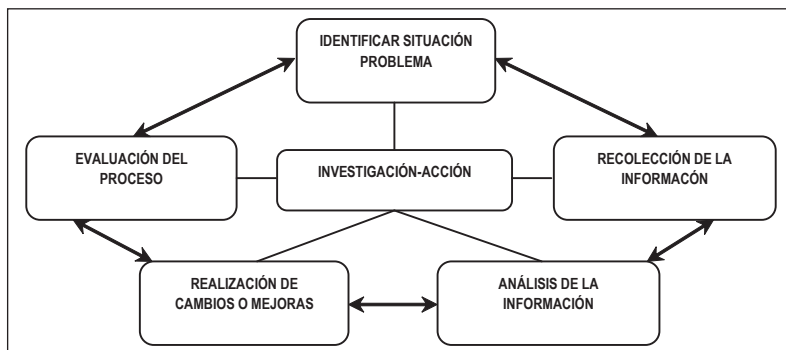 IDENTIFICAR SITUACIÓN
PROBLEMA
EVALUACIÓN DEL
PROCESO
INVESTIGACIÓN-ACCIÓN
RECOLECCIÓN DE LA
INFORMACÓN
REALIZACIÓN DE
CAMBIOS O MEJORAS
ANÁLISIS DE LA
INFORMACIÓN